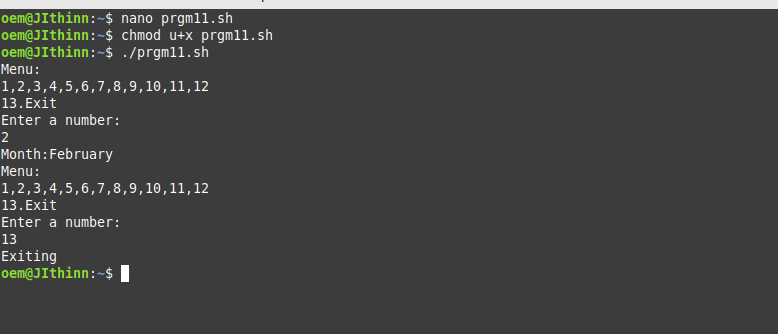 oem@JIthinn:~$ nano prgm11.sh
oem@JIthinn:~$ chmod u+x prgm11.sh
oem@JIthinn:~$ ./prgm11.sh
Menu:
1,2,3,4,5,6,7,8,9,10,11,12
13.Exit
Enter a number:
2
Month:February
Menu:
1,2,3,4,5,6,7,8,9,10,11,12
13.Exit
Enter a number:
13
Exiting
oem@JIthinn:~$